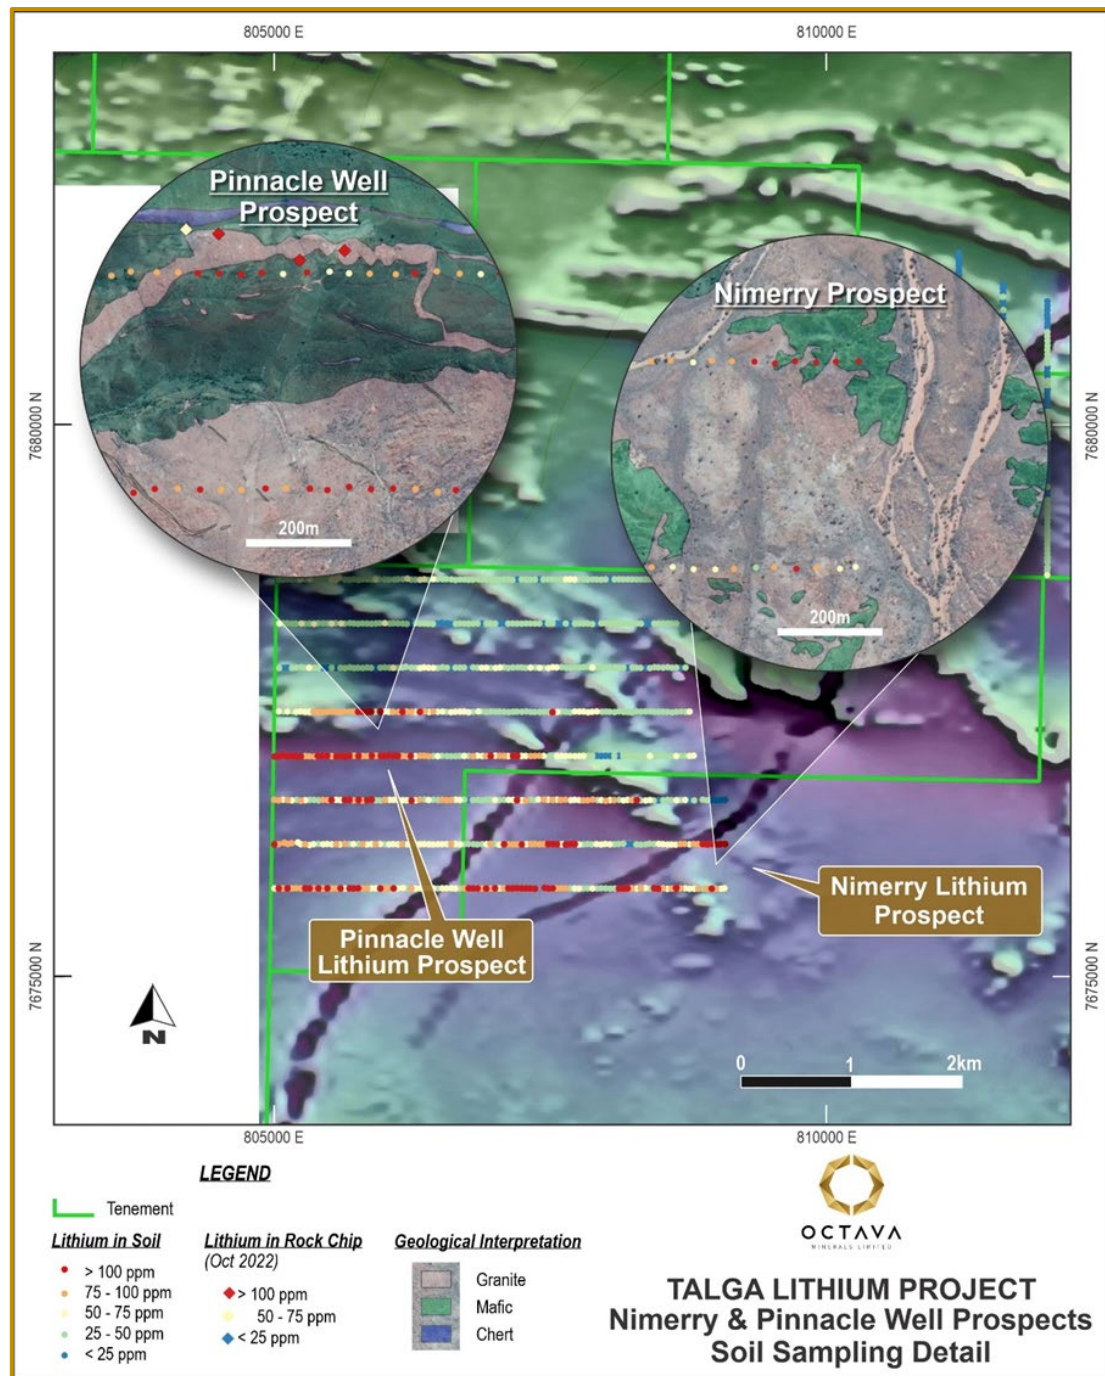 805000 E
810000 E
Pinnacle Well
Prospect
Nimerry Prospect
7680000 N
7680000 N
200m
200m
Nimerry Lithium
Prospect
Pinnacle Well
Lithium Prospect
7675000 N
7675000 N
N
0 1 2km
805000 E
810000 E
LEGEND
Tenement
Lithium in Soil
> 100 ppm
75 - 100 ppm
50 - 75 ppm
25 - 50 ppm
< 25 ppm
Lithium in Rock Chip
(Oct 2022)
> 100 ppm
50 - 75 ppm
< 25 ppm
Geological Interpretation
Granite
Mafic
Chert
OCTAVA
MINERALS LIMITED
TALGA LITHIUM PROJECT
Nimerry & Pinnacle Well Prospects
Soil Sampling Detail